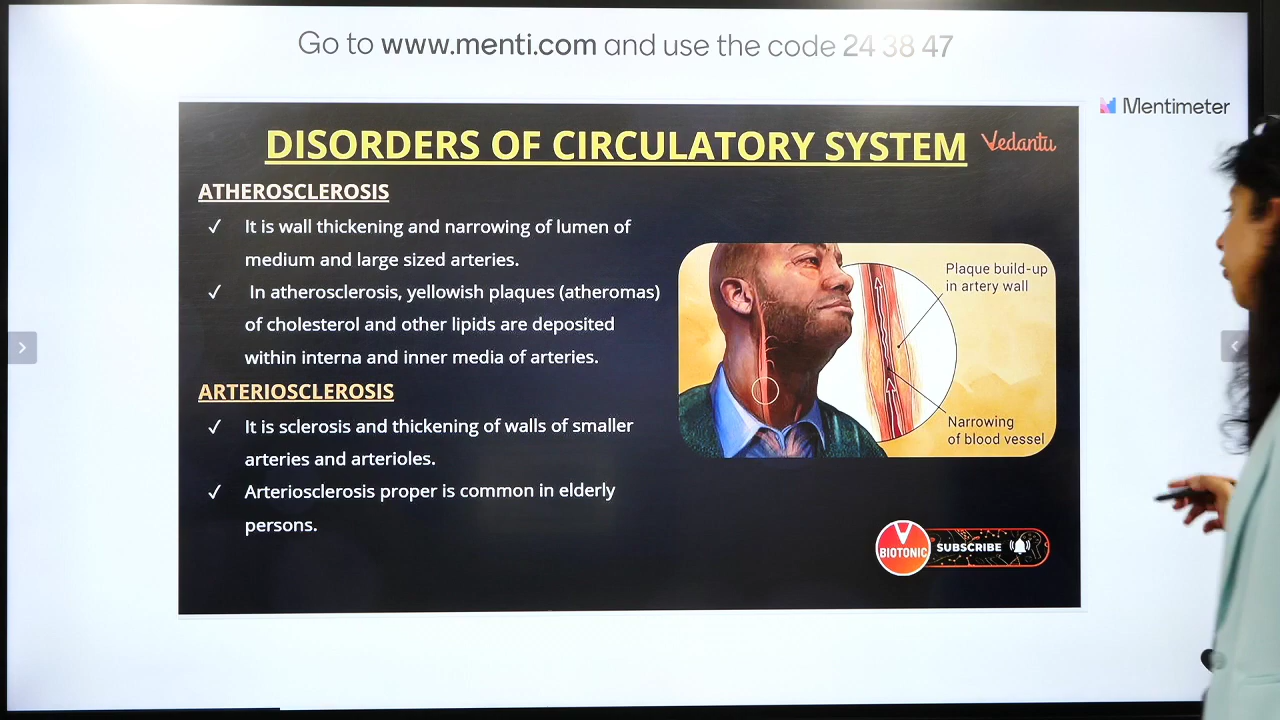 Go to www.menti.com and use the code 24 38 47
Mentimeter
DISORDERS OF CIRCULATORY SYSTEM
Vedantu
ATHEROSCLEROSIS
✓ It is wall thickening and narrowing of lumen of
medium and large sized arteries.
✓ In atherosclerosis, yellowish plaques (atheromas)
of cholesterol and other lipids are deposited
within interna and inner media of arteries.
ARTERIOSCLEROSIS
✓ It is sclerosis and thickening of walls of smaller
arteries and arterioles.
✓ Arteriosclerosis proper is common in elderly
persons.
Plaque build-up
in artery wall
Narrowing
of blood vessel
V
BIOTONIC
SUBSCRIBE